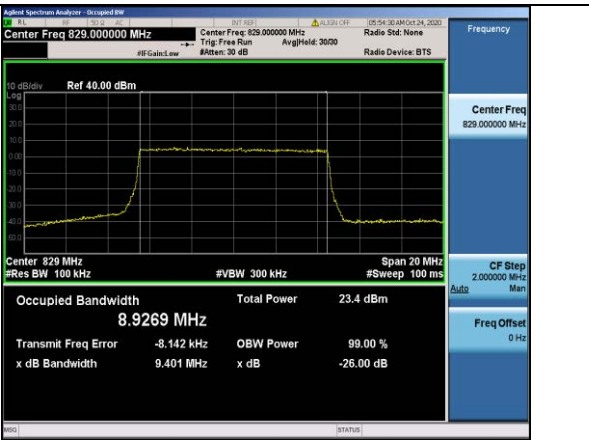 Agilent Spectrum Analyzer - Occupied BW
RL RF 50 Ω AC INT REF ALIGN OFF 05:54:30 AM Oct 24, 2020
Center Freq 829.000000 MHz
Center Freq: 829.000000 MHz Radio Std: None
Trig: Free Run Avg|Hold: 30/30
#IFGain:Low #Atten: 30 dB Radio Device: BTS
Frequency
10 dB/div Ref 40.00 dBm
Log
30.0
20.0
10.0
0.00
-10.0
-20.0
-30.0
-40.0
-50.0
Center 829 MHz Span 20 MHz
#Res BW 100 kHz #VBW 300 kHz #Sweep 100 ms
Occupied Bandwidth Total Power 23.4 dBm
8.9269 MHz
Transmit Freq Error -8.142 kHz OBW Power 99.00 %
x dB Bandwidth 9.401 MHz x dB -26.00 dB
Center Freq
829.000000 MHz
CF Step
2.000000 MHz
Auto Man
Freq Offset
0 Hz
MSG STATUS